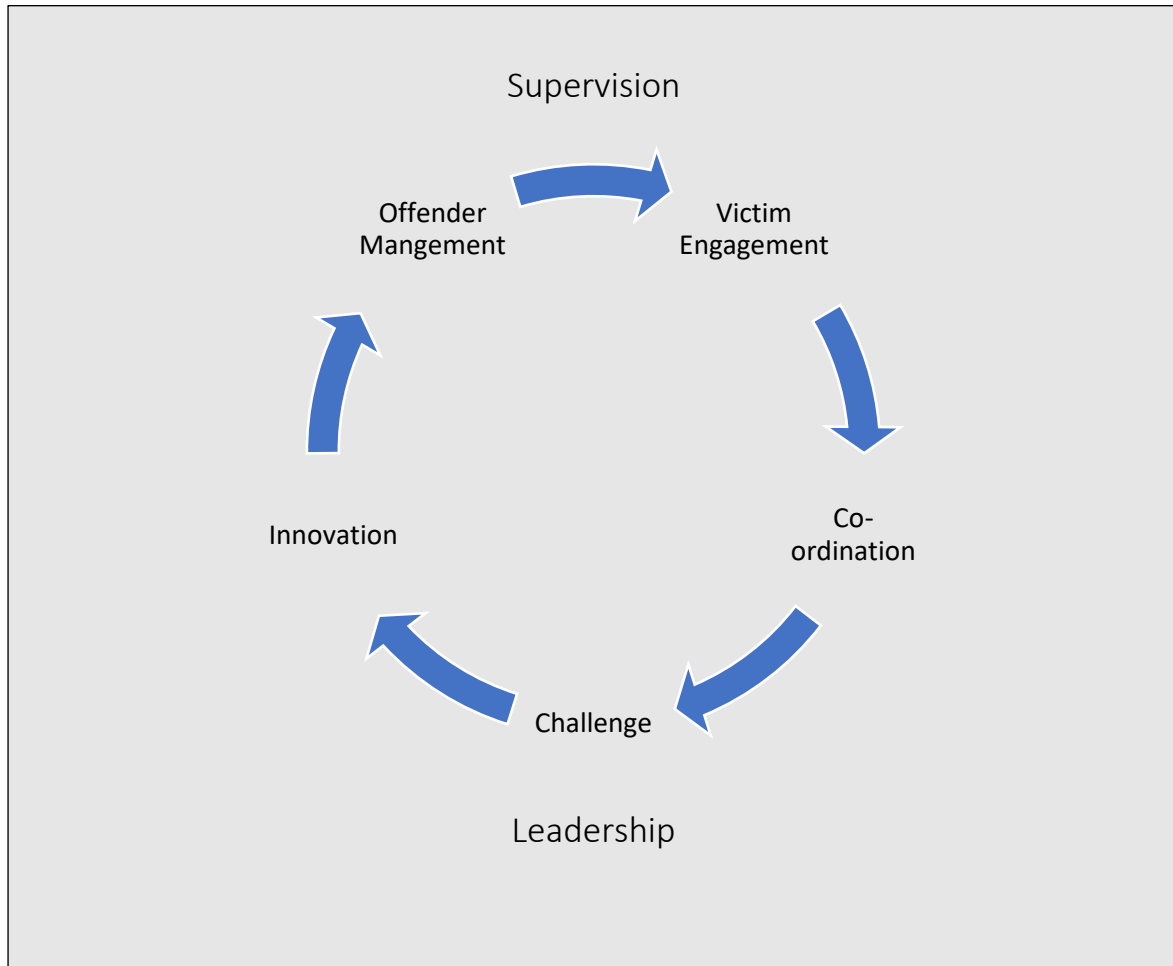 Supervision
Offender
Mangement
Victim
Engagement
Innovation
Co-
ordination
Challenge
Leadership